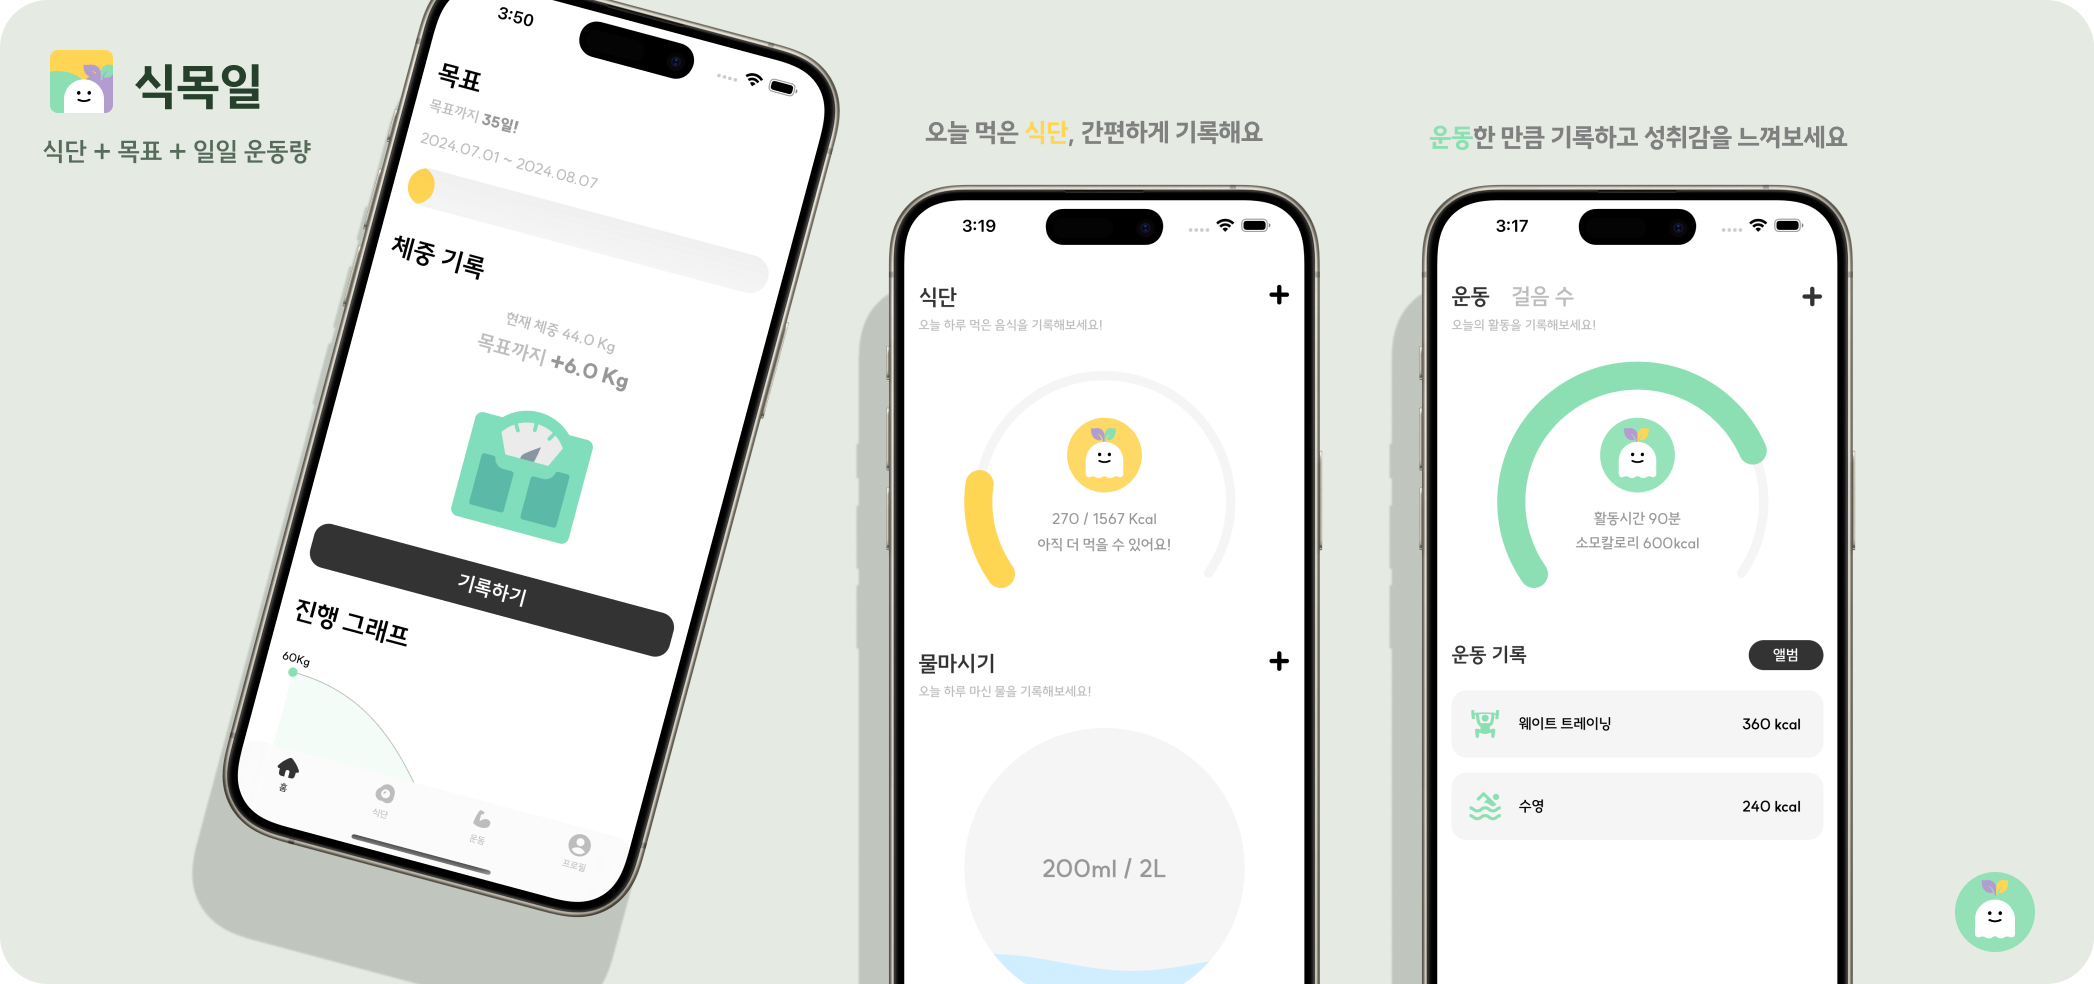 식목일
식단 + 목표 + 일일 운동량
3:50
목표
목표까지 35일!
2024.07.01 ~ 2024.08.07
체중 기록
현재 체중 44.0 Kg
목표까지 +6.0 Kg
기록하기
진행 그래프
60Kg
홈
식단
운동
프로필
오늘 먹은 식단, 간편하게 기록해요
3:19
식단
오늘 하루 먹은 음식을 기록해보세요!
270 / 1567 Kcal
아직 더 먹을 수 있어요!
물마시기
오늘 하루 마신 물을 기록해보세요!
200ml / 2L
운동한 만큼 기록하고 성취감을 느껴보세요
3:17
운동 걸음 수
오늘의 활동을 기록해보세요!
활동시간 90분
소모칼로리 600kcal
운동 기록
앨범
웨이트 트레이닝 360 kcal
수영 240 kcal